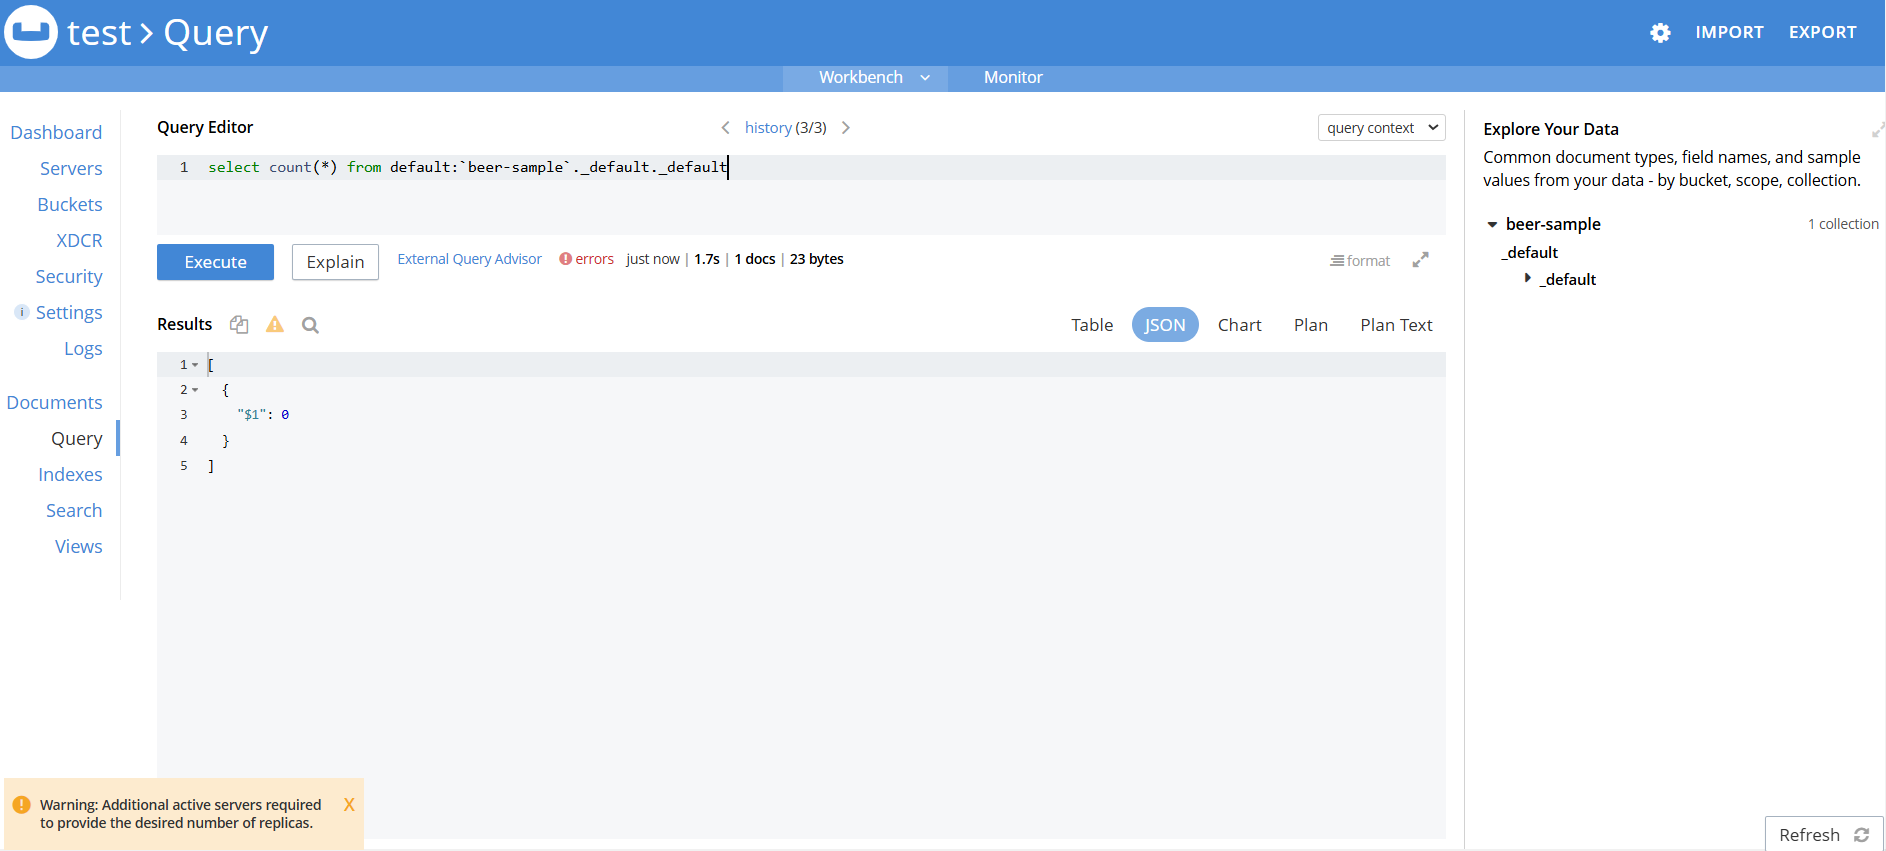 test > Query
IMPORT
EXPORT
Workbench
Monitor
Dashboard
Servers
Buckets
XDCR
Security
i Settings
Logs
Documents
Query
Indexes
Search
Views
Query Editor
< history (3/3) >
query context
1 select count(*) from default:`beer-sample`._default._default
Execute
Explain
External Query Advisor
! errors just now | 1.7s | 1 docs | 23 bytes
format
Results
Table
JSON
Chart
Plan
Plan Text
1 [
2 {
3 "$1": 0
4 }
5 ]
Explore Your Data
Common document types, field names, and sample
values from your data - by bucket, scope, collection.
beer-sample
1 collection
_default
_default
Warning: Additional active servers required
to provide the desired number of replicas.
X
Refresh